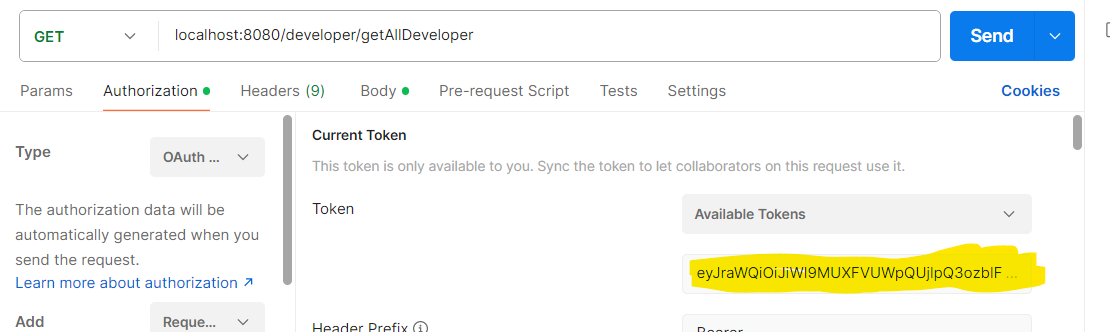 GET
localhost:8080/developer/getAllDeveloper
Send
Params
Authorization
Headers (9)
Body
Pre-request Script
Tests
Settings
Cookies
Type
OAuth ...
The authorization data will be
automatically generated when you
send the request.
Learn more about authorization ↗
Add
Reque...
Current Token
This token is only available to you. Sync the token to let collaborators on this request use it.
Token
Available Tokens
Header Prefix
Bearer